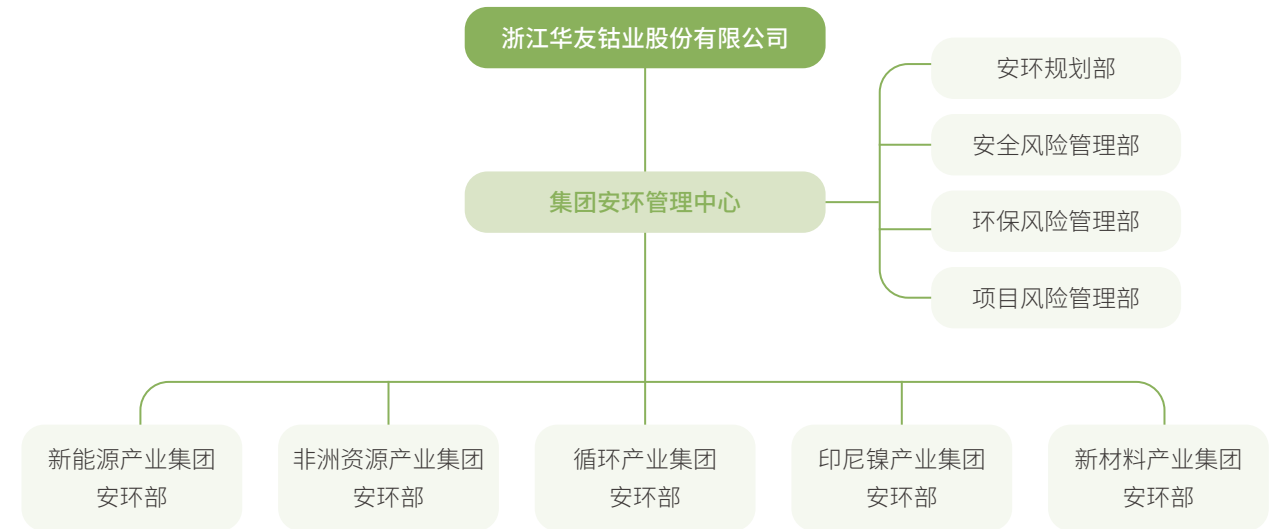 浙江华友钴业股份有限公司
集团安环管理中心
安环规划部
安全风险管理部
环保风险管理部
项目风险管理部
新能源产业集团
安环部
非洲资源产业集团
安环部
循环产业集团
安环部
印尼镍产业集团
安环部
新材料产业集团
安环部